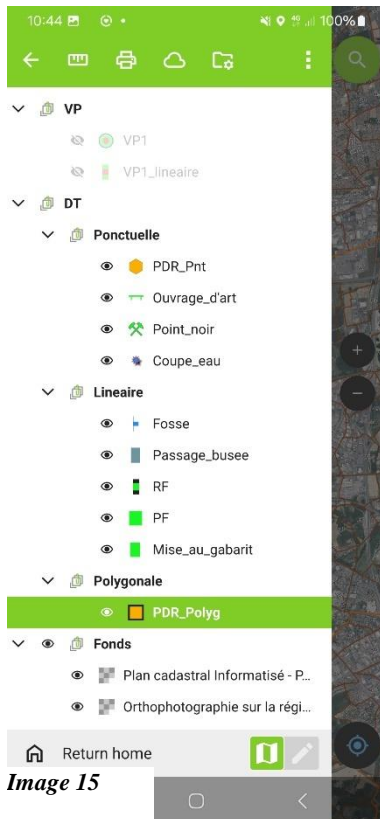 10:44 100%
VP
VP1
VP1_lineaire
DT
Ponctuelle
PDR_Pnt
Ouvrage_d'art
Point_noir
Coupe_eau
Lineaire
Fosse
Passage_busee
RF
PF
Mise_au_gabarit
Polygonale
PDR_Polyg
Fonds
Plan cadastral Informatisé - P...
Orthophotographie sur la régi...
Return home
Image 15